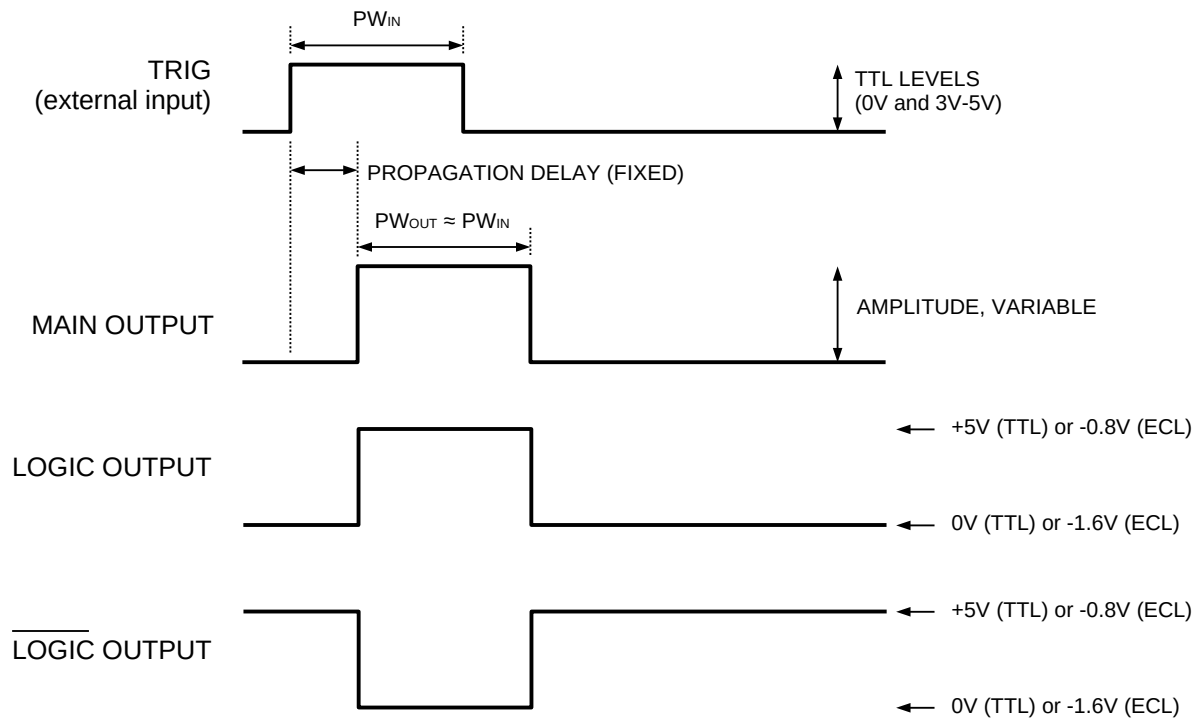 PWIN
TRIG
(external input)
TTL LEVELS
(0V and 3V-5V)
PROPAGATION DELAY (FIXED)
PWOUT ≈ PWIN
MAIN OUTPUT
AMPLITUDE, VARIABLE
+5V (TTL) or -0.8V (ECL)
LOGIC OUTPUT
0V (TTL) or -1.6V (ECL)
+5V (TTL) or -0.8V (ECL)
LOGIC OUTPUT
0V (TTL) or -1.6V (ECL)